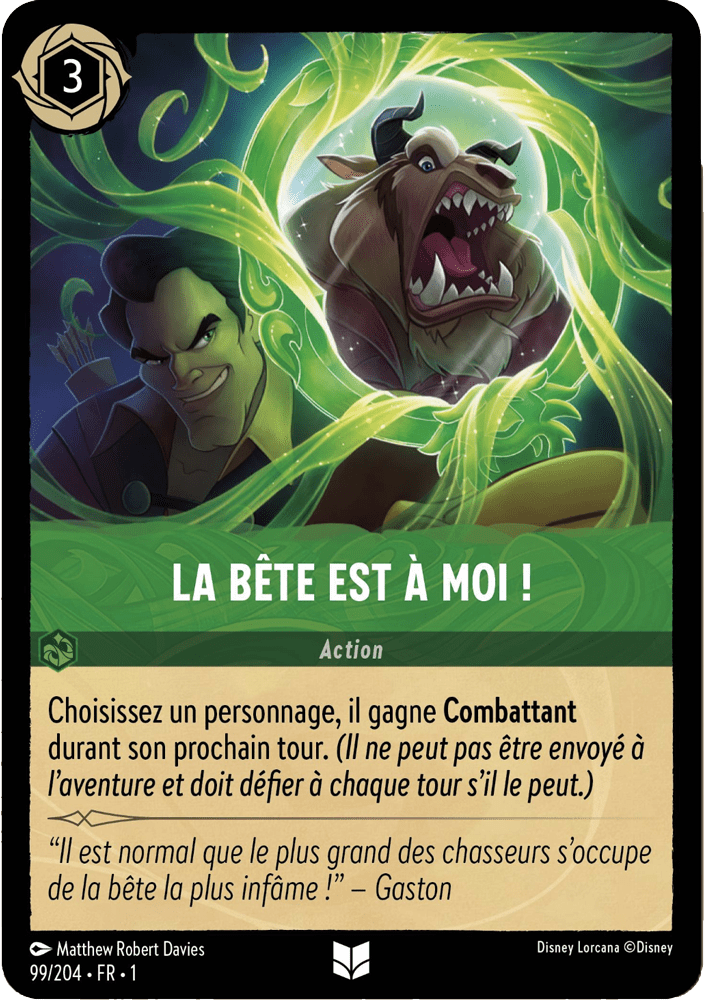 3
LA BÊTE EST À MOI !
Action
Choisissez un personnage, il gagne Combattant
durant son prochain tour. (Il ne peut pas être envoyé à
l’aventure et doit défier à chaque tour s’il le peut.)
“Il est normal que le plus grand des chasseurs s’occupe
de la bête la plus infâme !” – Gaston
Matthew Robert Davies
Disney Lorcana ©Disney
99/204 • FR • 1